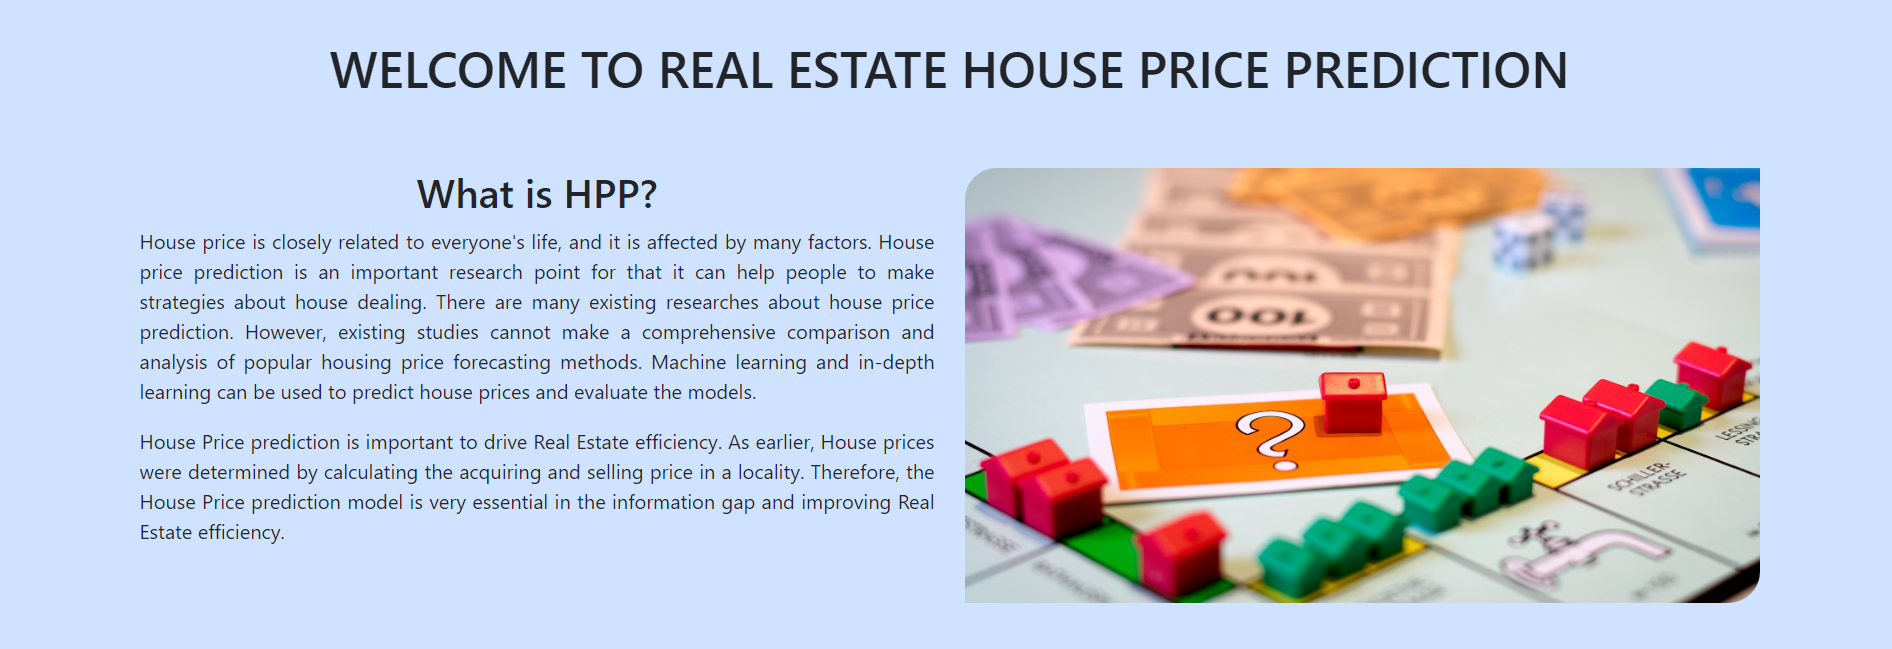 WELCOME TO REAL ESTATE HOUSE PRICE PREDICTION
What is HPP?
House price is closely related to everyone's life, and it is affected by many factors. House
price prediction is an important research point for that it can help people to make
strategies about house dealing. There are many existing researches about house price
prediction. However, existing studies cannot make a comprehensive comparison and
analysis of popular housing price forecasting methods. Machine learning and in-depth
learning can be used to predict house prices and evaluate the models.
House Price prediction is important to drive Real Estate efficiency. As earlier, House prices
were determined by calculating the acquiring and selling price in a locality. Therefore, the
House Price prediction model is very essential in the information gap and improving Real
Estate efficiency.
100
?
SCHILLER-
STRASSE